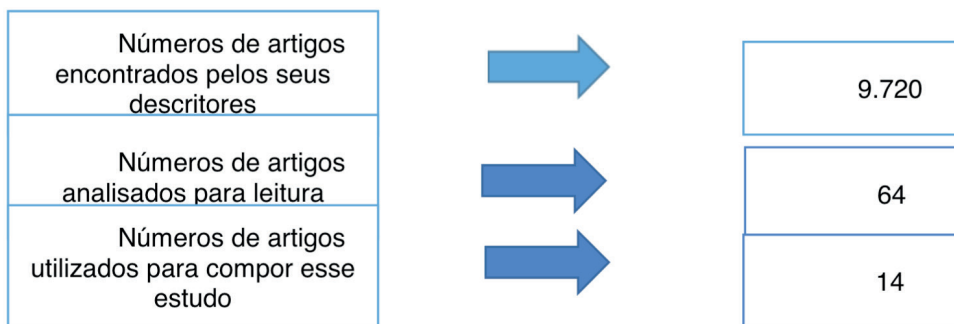 Números de artigos
encontrados pelos seus
descritores
9.720
Números de artigos
analisados para leitura
64
Números de artigos
utilizados para compor esse
estudo
14